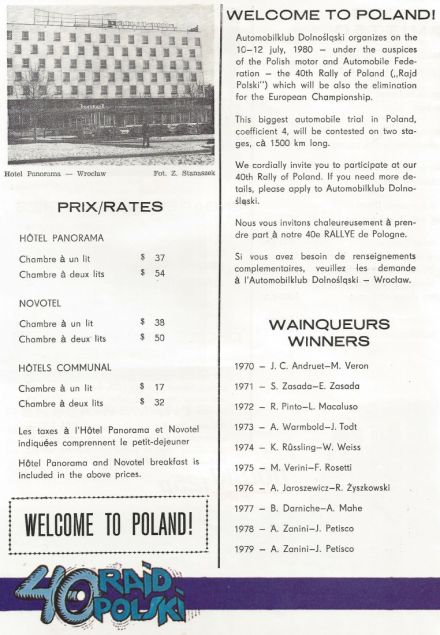 Hotel Panorama — Wrocław Fot. Z. Stanaszek
PRIX/RATES
HÔTEL PANORAMA
Chambre à un lit $ 37
Chambre à deux lits $ 54
NOVOTEL
Chambre à un lit $ 38
Chambre à deux lits $ 50
HÔTELS COMMUNAL
Chambre à un lit $ 17
Chambre à deux lits $ 32
Les taxes à l'Hôtel Panorama et Novotel
indiquées comprennent le petit-dejeuner
Hôtel Panorama and Novotel breakfast is
included in the above prices.
WELCOME TO POLAND!
40 RAJD
POLSKI
WELCOME TO POLAND!
Automobilklub Dolnośląski organizes on the
10—12 july, 1980 — under the auspices
of the Polish motor and Automobile Fede-
ration — the 40th Rally of Poland („Rajd
Polski") which will be also the elimination
for the European Championship.
This biggest automobile trial in Poland,
coefficient 4, will be contested on two sta-
ges, câ 1500 km long.
We cordially invite you to participate at our
40th Rally of Poland. If you need more de-
tails, please apply to Automobilklub Dolno-
śląski.
Nous vous invitons chaleureusement à pren-
dre part à notre 40e RALLYE de Pologne.
Si vous avez besoin de renseignements
complementaires, veuillez les demande
à l'Automobilklub Dolnośląski — Wrocław.
WAINQUEURS
WINNERS
1970 — J. C. Andruet—M. Veron
1971 — S. Zasada—E. Zasada
1972 — R. Pinto—L. Macaluso
1973 — A. Warmbold—J. Todt
1974 — K. Rüssling—W. Weiss
1975 — M. Verini—F. Rosetti
1976 — A. Jaroszewicz—R. Żyszkowski
1977 — B. Darniche—A. Mahe
1978 — A. Zanini—J. Petisco
1979 — A. Zanini—J. Petisco